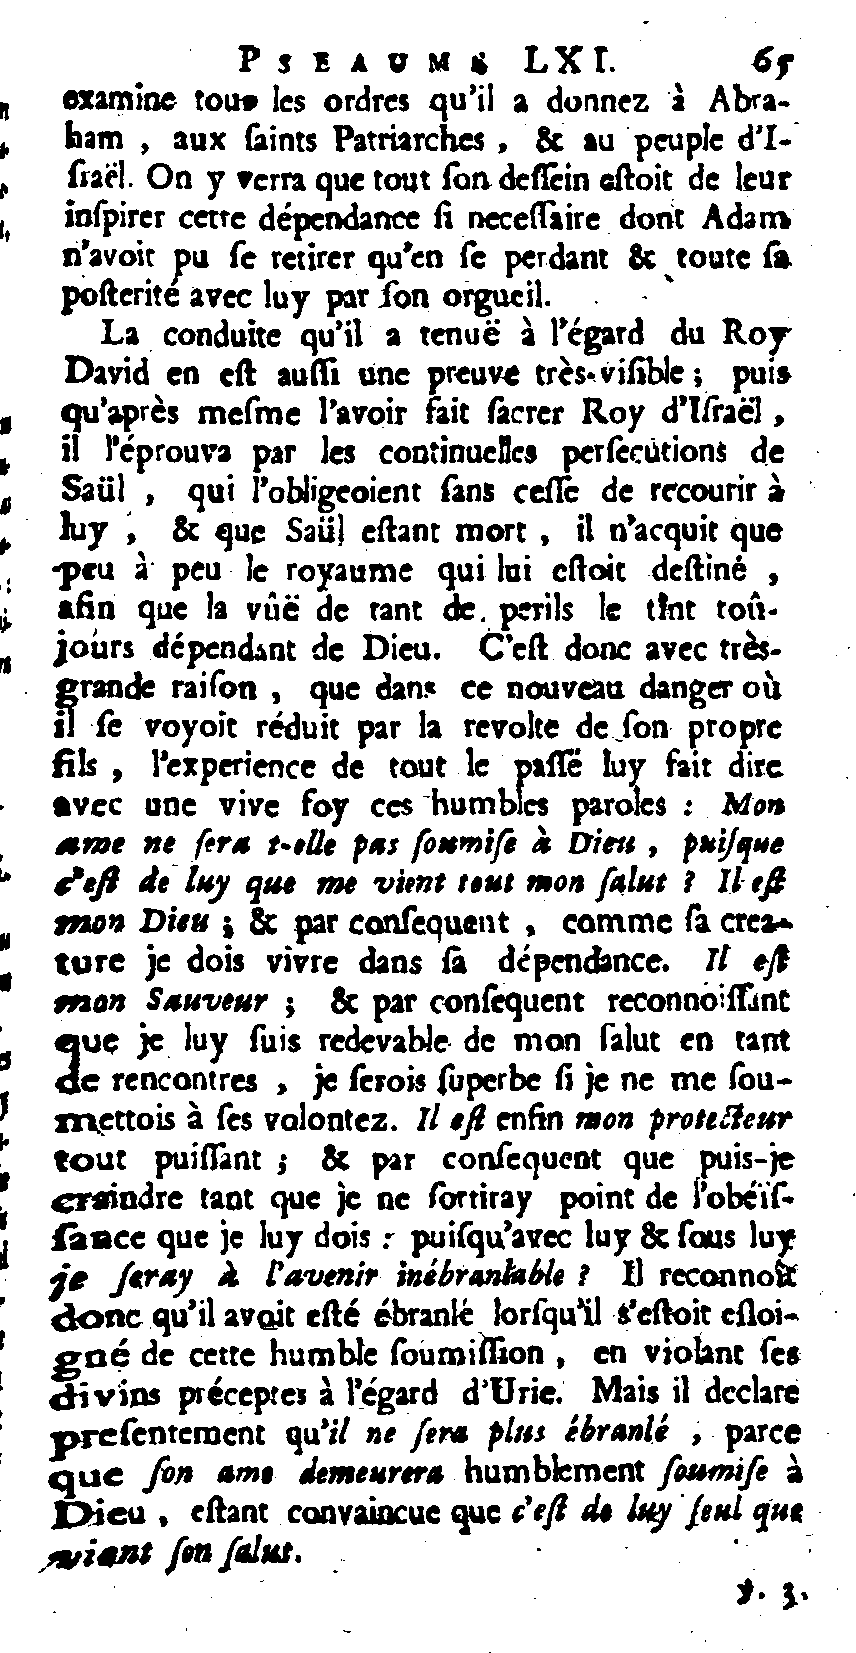 PSEAUME LXI. 65
examine tous les ordres qu'il a donnez à Abra-
ham , aux ſaints Patriarches , & au peuple d'I-
ſraël. On y verra que tout ſon deſſein eſtoit de leur
inſpirer cette dépendance ſi neceſſaire dont Adam
n'avoit pu ſe retirer qu'en ſe perdant & toute ſa
poſterité avec luy par ſon orgueil.
La conduite qu'il a tenuë à l'égard du Roy
David en eſt auſſi une preuve très-viſible ; puis
qu'après meſme l'avoir fait ſacrer Roy d'Iſraël ,
il l'éprouva par les continuelles perſecutions de
Saül , qui l'obligeoient ſans ceſſe de recourir à
luy , & que Saül eſtant mort , il n'acquit que
peu à peu le royaume qui lui eſtoit deſtiné ,
afin que la vûë de tant de perils le tînt toû-
jours dépendant de Dieu. C'eſt donc avec très-
grande raiſon , que dans ce nouveau danger où
il ſe voyoit réduit par la revolte de ſon propre
fils , l'experience de tout le paſſé luy fait dire
avec une vive foy ces humbles paroles : Mon
ame ne ſera t-elle pas ſoumiſe à Dieu , puiſque
c'eſt de luy que me vient tout mon ſalut ? Il eſt
mon Dieu ; & par conſequent , comme ſa crea-
ture je dois vivre dans ſa dépendance. Il eſt
mon Sauveur ; & par conſequent reconnoiſſant
que je luy ſuis redevable de mon ſalut en tant
de rencontres , je ſerois ſuperbe ſi je ne me ſou-
mettois à ſes volontez. Il eſt enfin mon protecteur
tout puiſſant ; & par conſequent que puis-je
craindre tant que je ne ſortiray point de l'obéïſ-
ſance que je luy dois : puiſqu'avec luy & ſous luy
je ſeray à l'avenir inébranlable ? Il reconnoiſt
donc qu'il avoit eſté ébranlé lorſqu'il s'eſtoit eſloi-
gné de cette humble ſoumiſſion , en violant ſes
divins préceptes à l'égard d'Urie. Mais il declare
preſentement qu'il ne ſera plus ébranlé , parce
que ſon ame demeurera humblement ſoumiſe à
Dieu , eſtant convaincue que c'eſt de luy ſeul que
viant ſon ſalut.
3.